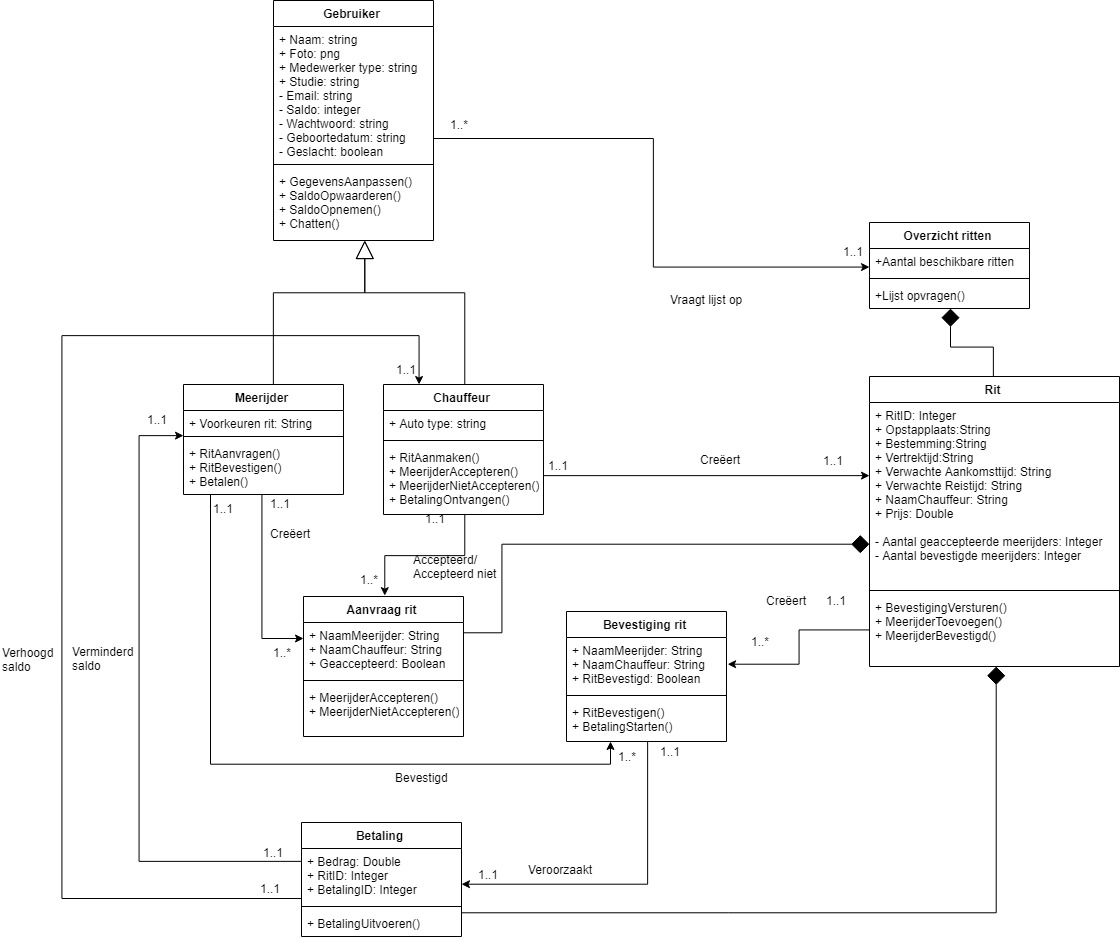 Gebruiker
+ Naam: string
+ Foto: png
+ Medewerker type: string
+ Studie: string
- Email: string
- Saldo: integer
- Wachtwoord: string
- Geboortedatum: string
- Geslacht: boolean
+ GegevensAanpassen()
+ SaldoOpwaarderen()
+ SaldoOpnemen()
+ Chatten()
1..*
1..1
Vraagt lijst op
Overzicht ritten
+Aantal beschikbare ritten
+Lijst opvragen()
Meerijder
+ Voorkeuren rit: String
+ RitAanvragen()
+ RitBevestigen()
+ Betalen()
1..1
1..1
1..1
Creëert
1..1
Chauffeur
+ Auto type: string
+ RitAanmaken()
+ MeerijderAccepteren()
+ MeerijderNietAccepteren()
+ BetalingOntvangen()
1..1
1..1
Creëert
1..1
Accepteerd/
Accepteerd niet
1..*
Rit
+ RitID: Integer
+ Opstapplaats:String
+ Bestemming:String
+ Vertrektijd:String
+ Verwachte Aankomsttijd: String
+ Verwachte Reistijd: String
+ NaamChauffeur: String
+ Prijs: Double
- Aantal geaccepteerde meerijders: Integer
- Aantal bevestigde meerijders: Integer
+ BevestigingVersturen()
+ MeerijderToevoegen()
+ MeerijderBevestigd()
Creëert
1..1
1..*
Aanvraag rit
+ NaamMeerijder: String
+ NaamChauffeur: String
+ Geaccepteerd: Boolean
+ MeerijderAccepteren()
+ MeerijderNietAccepteren()
1..*
Bevestiging rit
+ NaamMeerijder: String
+ NaamChauffeur: String
+ RitBevestigd: Boolean
+ RitBevestigen()
+ BetalingStarten()
1..*
1..1
Bevestigd
Verhoogd
saldo
Verminderd
saldo
Betaling
+ Bedrag: Double
+ RitID: Integer
+ BetalingID: Integer
+ BetalingUitvoeren()
1..1
1..1
1..1
Veroorzaakt